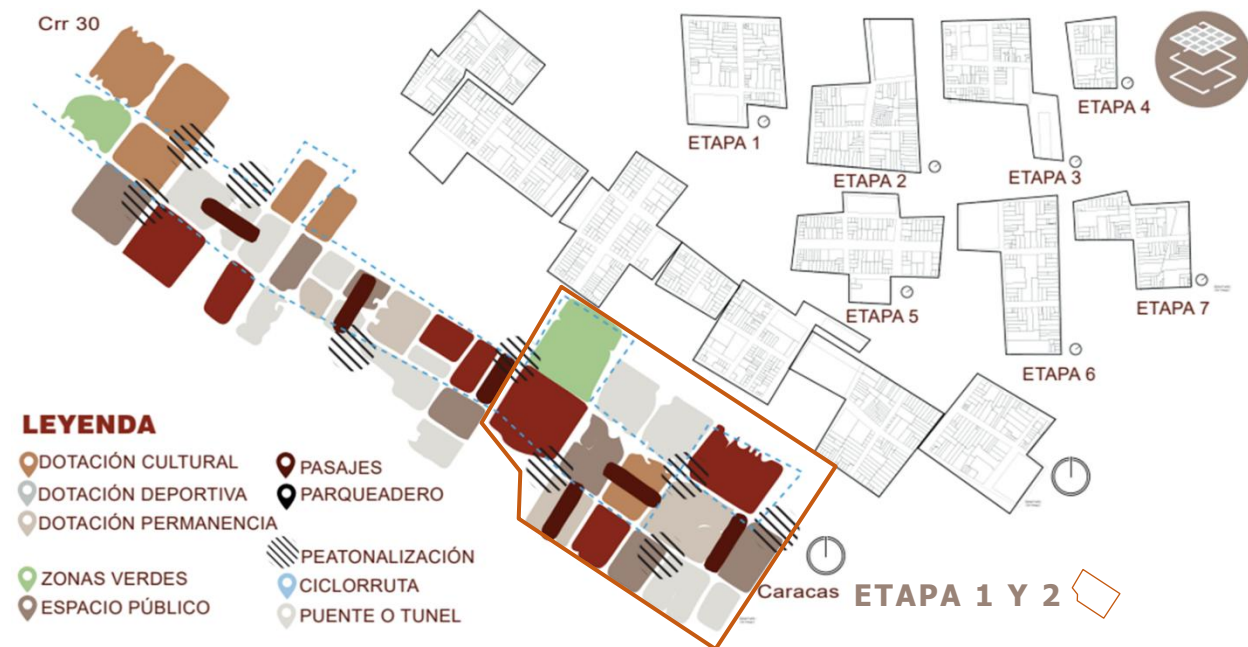 Crr 30
ETAPA 1
ETAPA 2
ETAPA 3
ETAPA 4
ETAPA 5
ETAPA 6
ETAPA 7
LEYENDA
DOTACIÓN CULTURAL
DOTACIÓN DEPORTIVA
DOTACIÓN PERMANENCIA
ZONAS VERDES
ESPACIO PÚBLICO
PASAJES
PARQUEADERO
PEATONALIZACIÓN
CICLORRUTA
PUENTE O TUNEL
Caracas
ETAPA 1 Y 2